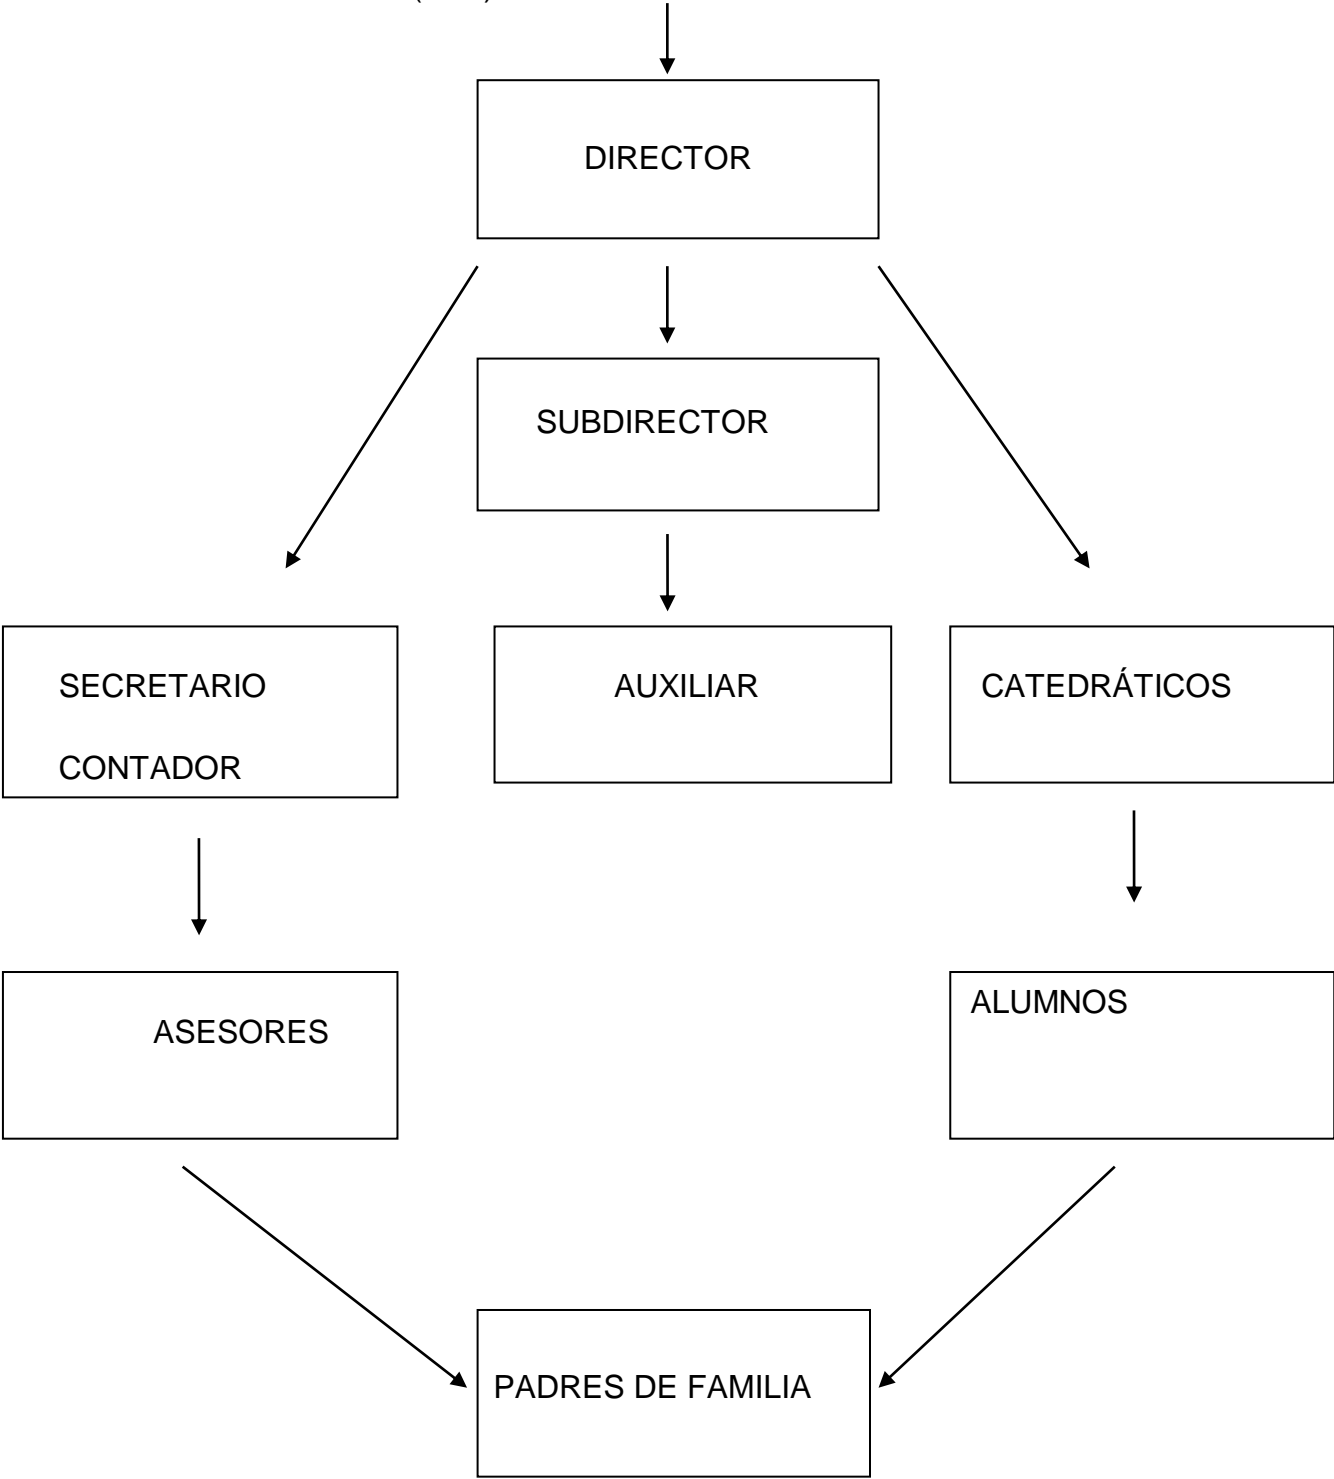 DIRECTOR
SUBDIRECTOR
SECRETARIO
CONTADOR
AUXILIAR
CATEDRÁTICOS
ASESORES
ALUMNOS
PADRES DE FAMILIA